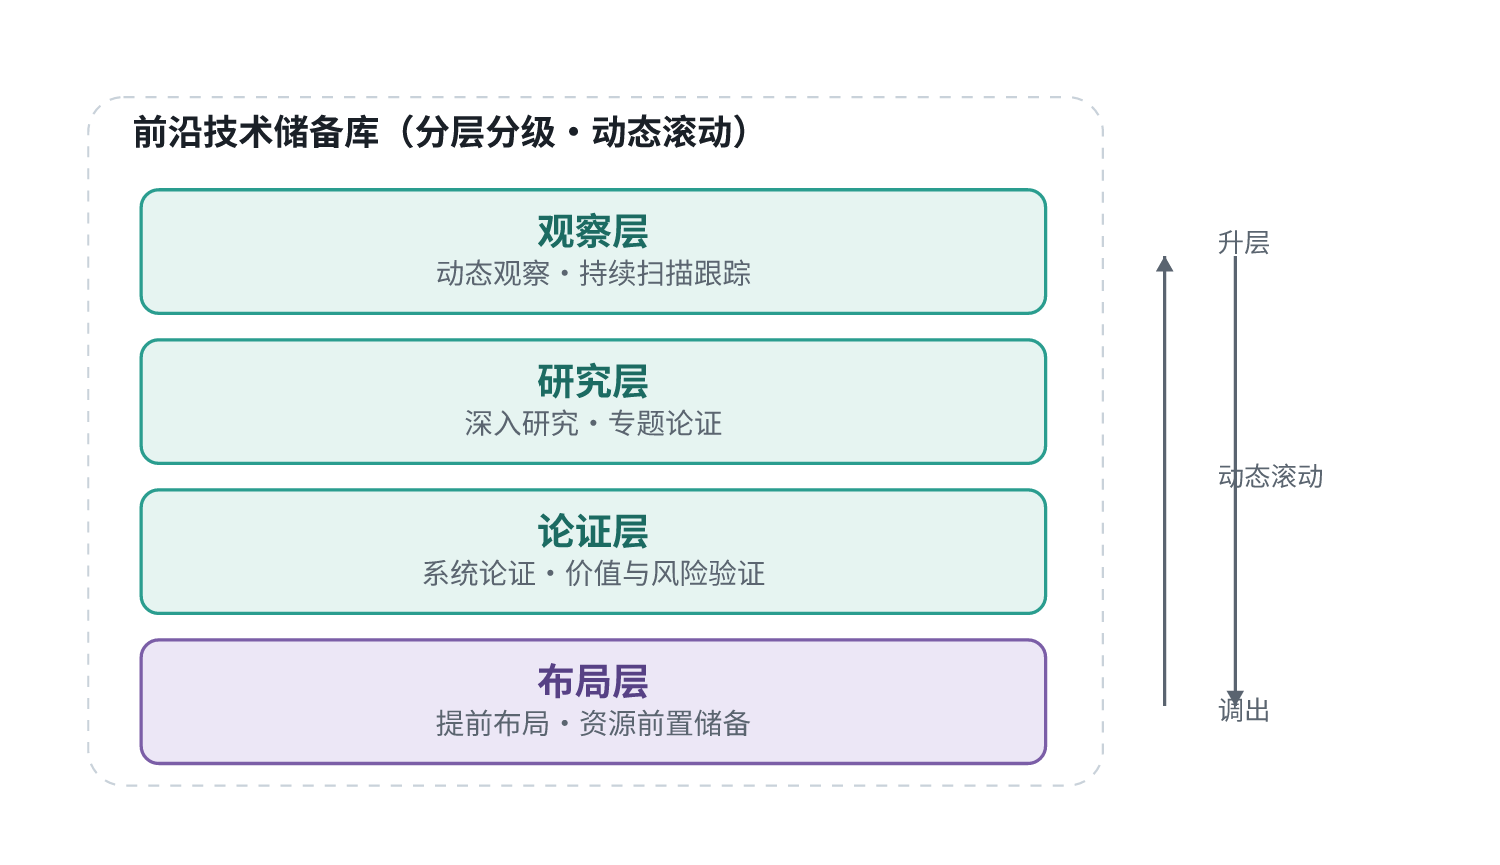 前沿技术储备库（分层分级・动态滚动）
观察层
动态观察・持续扫描跟踪
研究层
深入研究・专题论证
论证层
系统论证・价值与风险验证
布局层
提前布局・资源前置储备
升层
动态滚动
调出